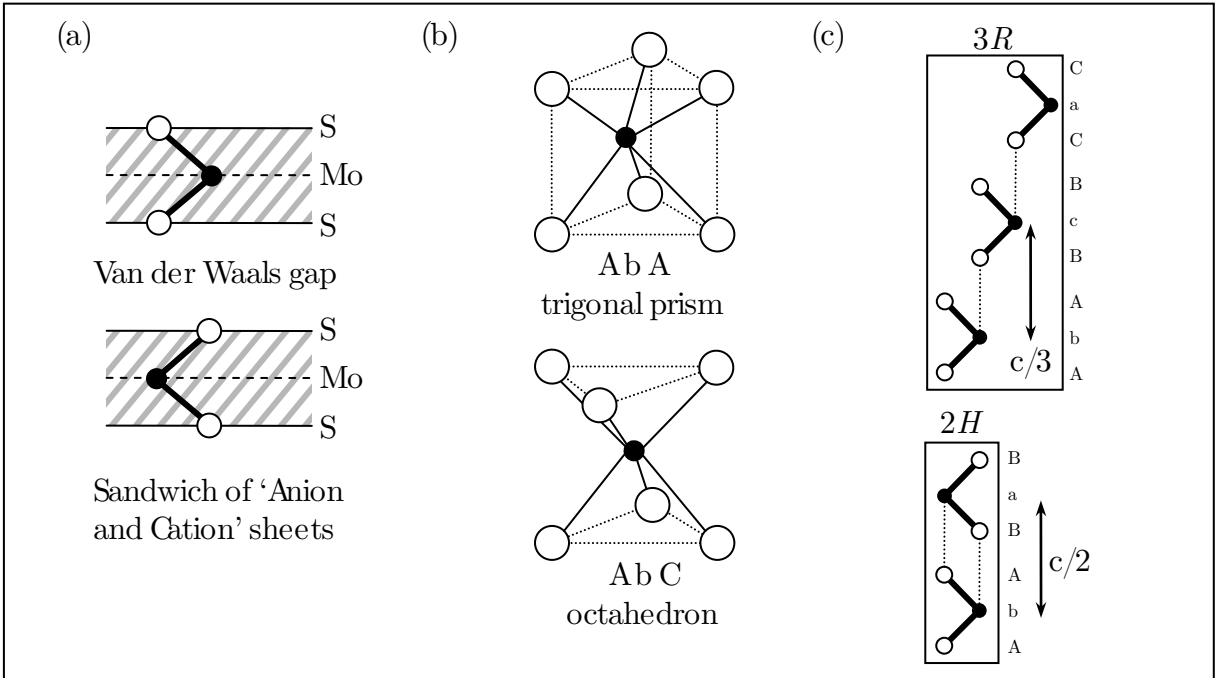 (a)
S
Mo
S
Van der Waals gap
S
Mo
S
Sandwich of ‘Anion
and Cation’ sheets
(b)
A b A
trigonal prism
A b C
octahedron
(c)
3R
C
a
C
B
c
B
A
b
A
c/3
2H
B
a
B
A
b
A
c/2